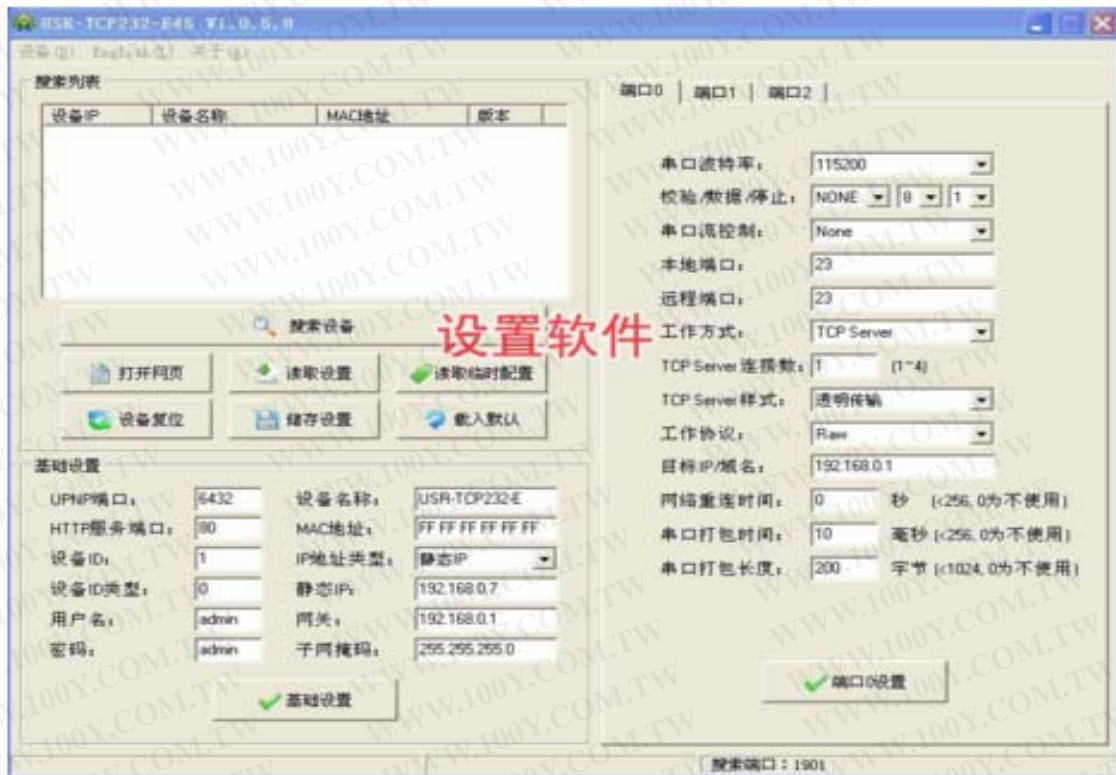 USR-TCP232-E45 V1.0.5.0
设备(D) English(L) 关于(A)
搜索列表
设备IP 设备名称 MAC地址 版本
搜索设备
打开网页 读取设置 读取临时配置
设备复位 储存设置 载入默认
基础设置
UPNP端口: 6432 设备名称: USR-TCP232-E
HTTP服务端口: 80 MAC地址: FF FF FF FF FF FF
设备ID: 1 IP地址类型: 静态IP
设备ID类型: 0 静态IP: 192.168.0.7
用户名: admin 网关: 192.168.0.1
密码: admin 子网掩码: 255.255.255.0
基础设置
设置软件
端口0 端口1 端口2
串口波特率: 115200
校验/数据/停止: NONE 8 1
串口流控制: None
本地端口: 23
远程端口: 23
工作方式: TCP Server
TCP Server连接数: 1 (1~4)
TCP Server样式: 透明传输
工作协议: Raw
目标IP/域名: 192.168.0.1
网络重连时间: 0 秒 (<256, 0为不使用)
串口打包时间: 10 毫秒 (<256, 0为不使用)
串口打包长度: 200 字节 (<1024, 0为不使用)
端口0设置
搜索端口:1901
WWW.100Y.COM.TW